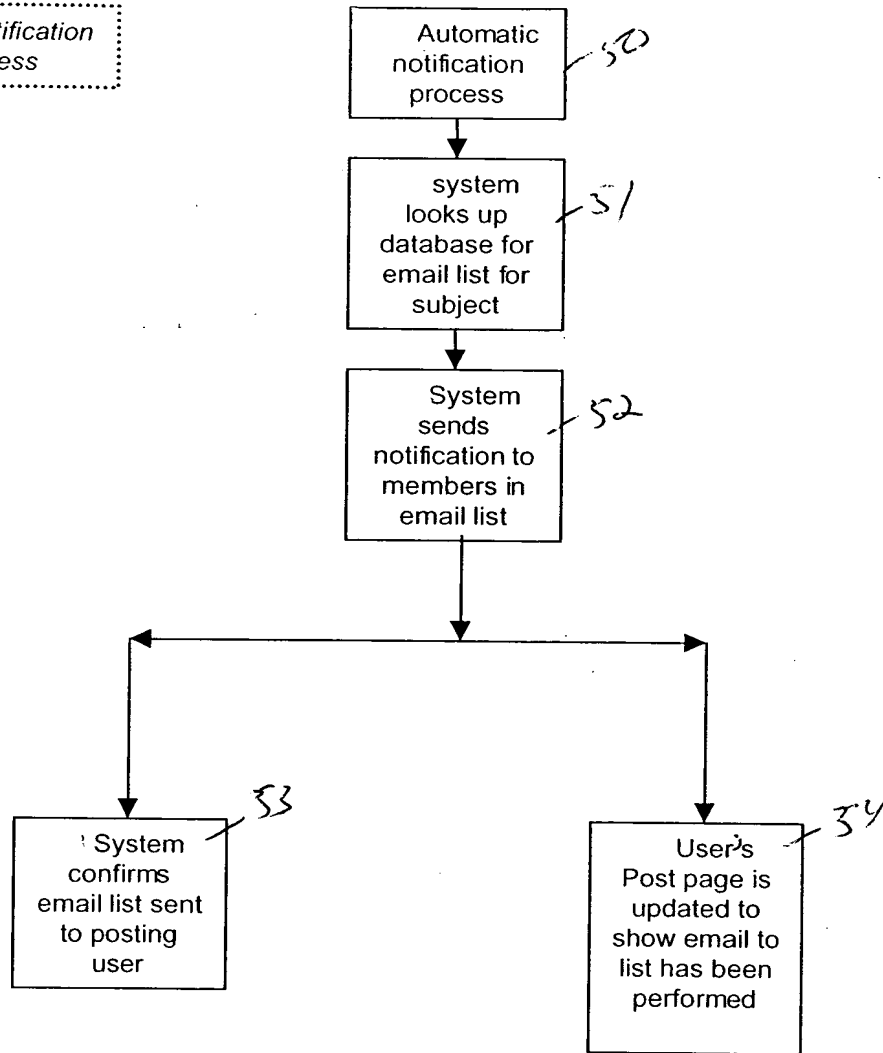 tification
ess
Automatic
notification
process
50
system
looks up
database for
email list for
subject
51
System
sends
notification to
members in
email list
52
System
confirms
email list sent
to posting
user
53
User's
Post page is
updated to
show email to
list has been
performed
54